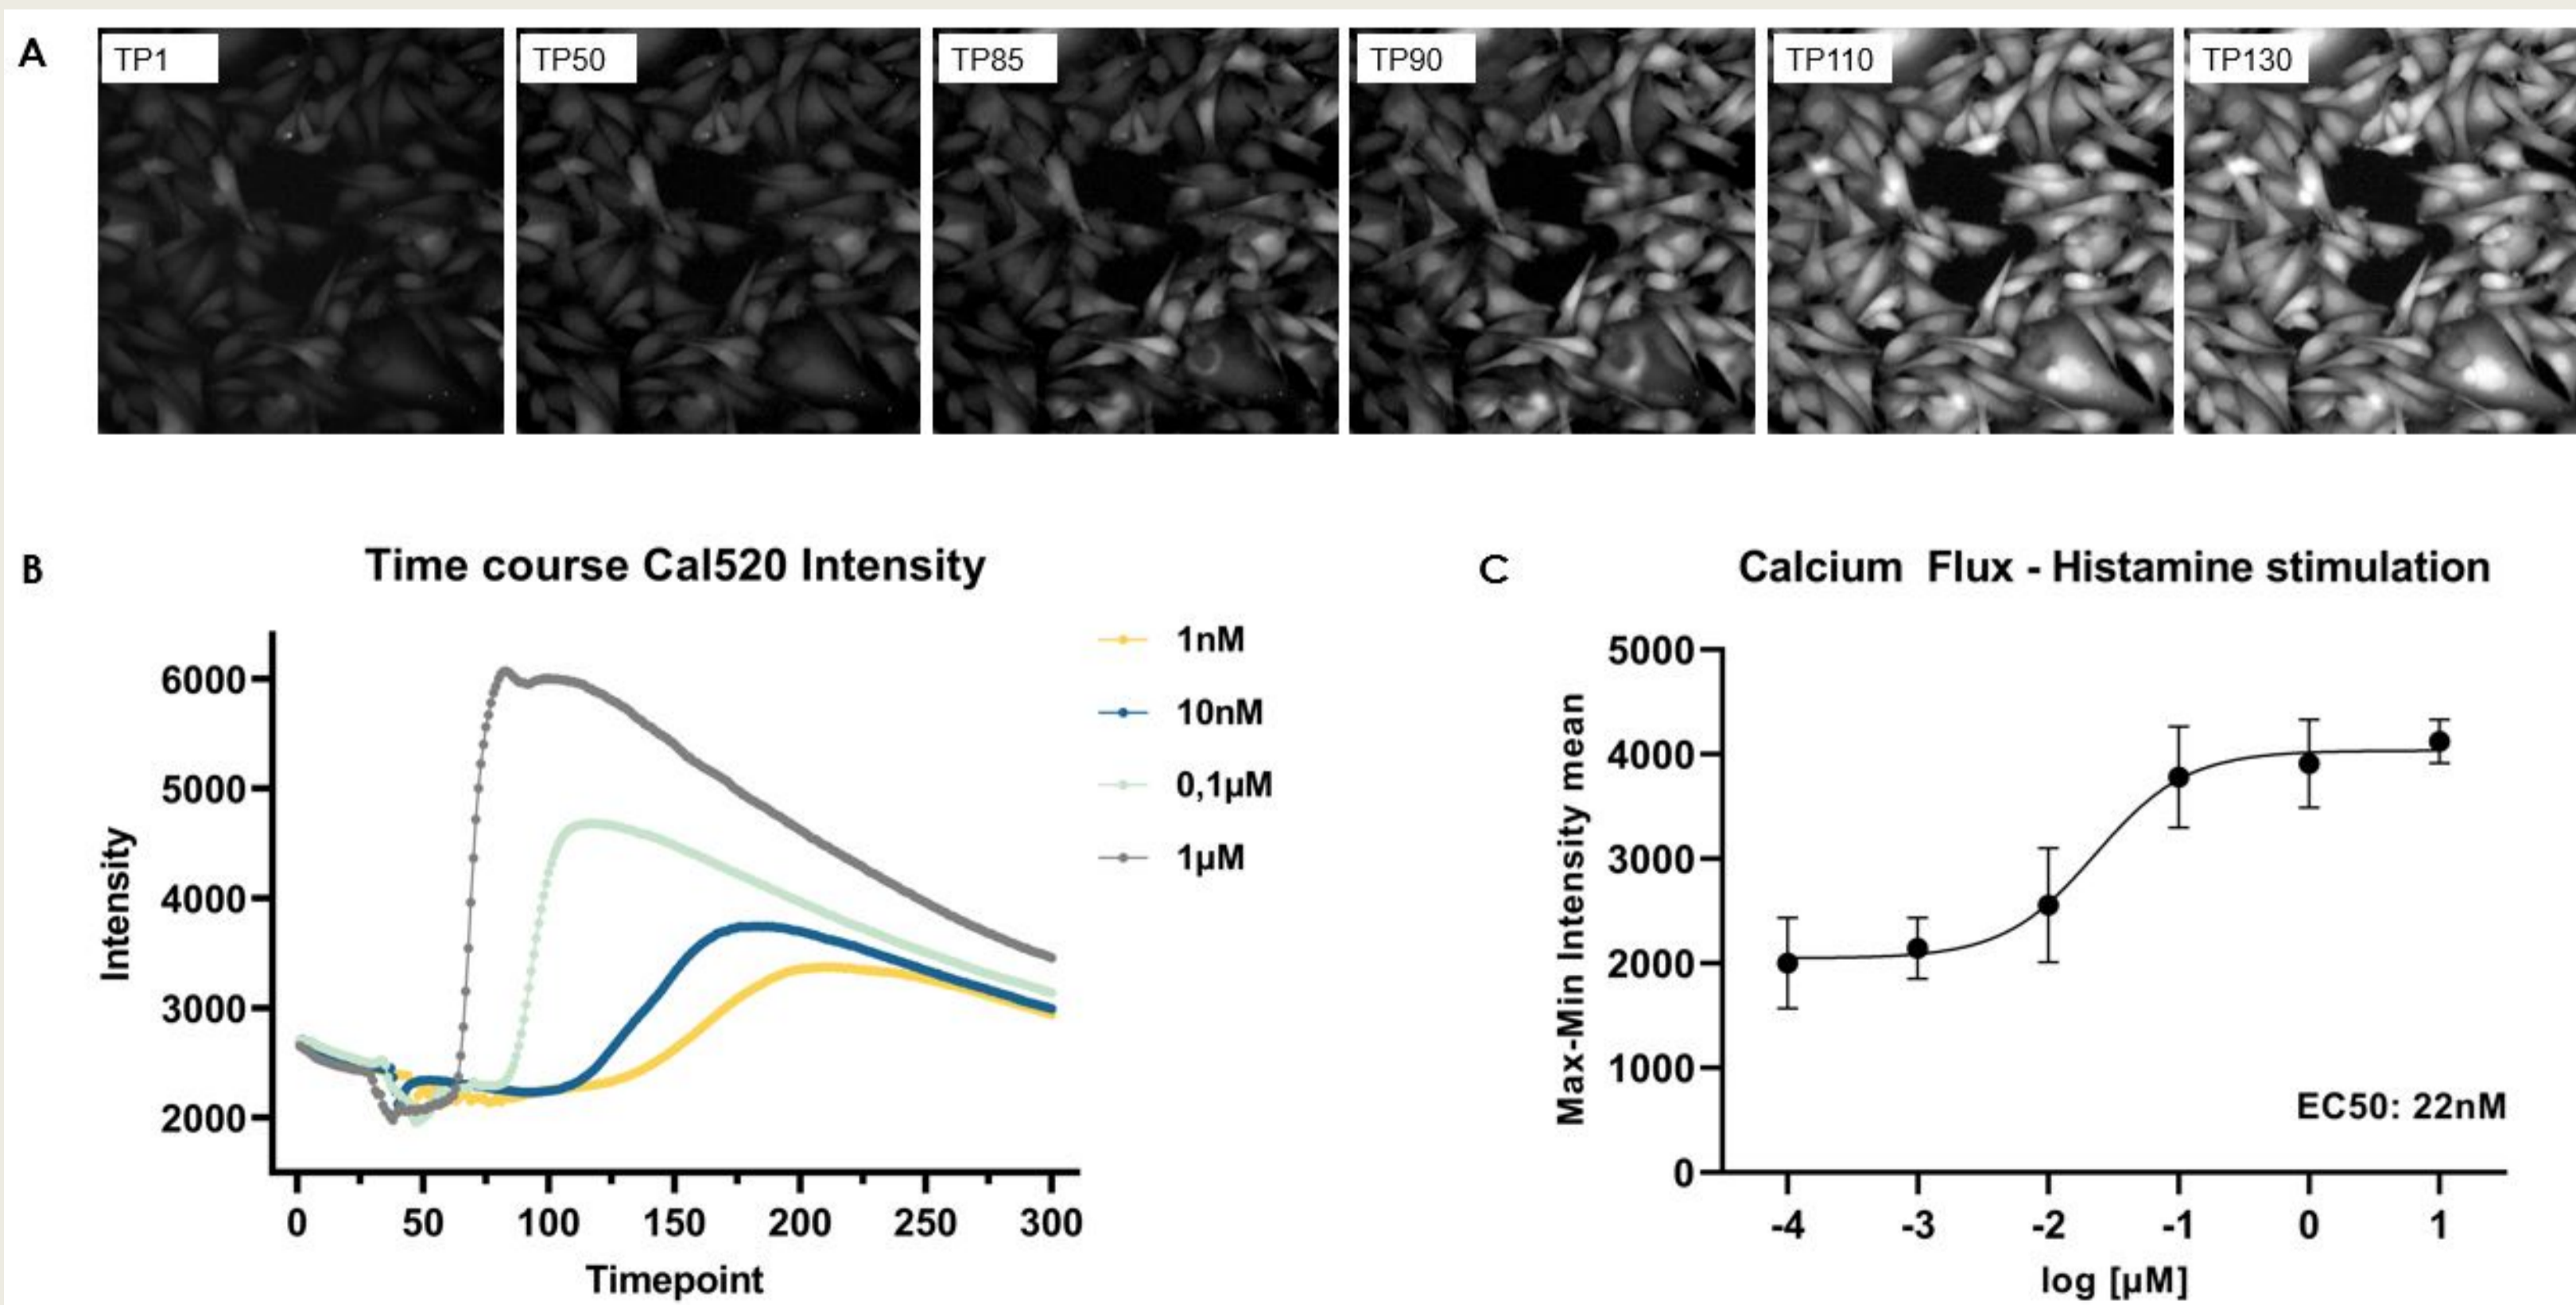 A
TP1
TP50
TP85
TP90
TP110
TP130
B
Time course Cal520 Intensity
Intensity
6000
5000
4000
3000
2000
0
50
100
150
200
250
300
Timepoint
1nM
10nM
0,1µM
1µM
C
Calcium Flux - Histamine stimulation
Max-Min Intensity mean
5000
4000
3000
2000
1000
0
EC50: 22nM
-4
-3
-2
-1
0
1
log [µM]